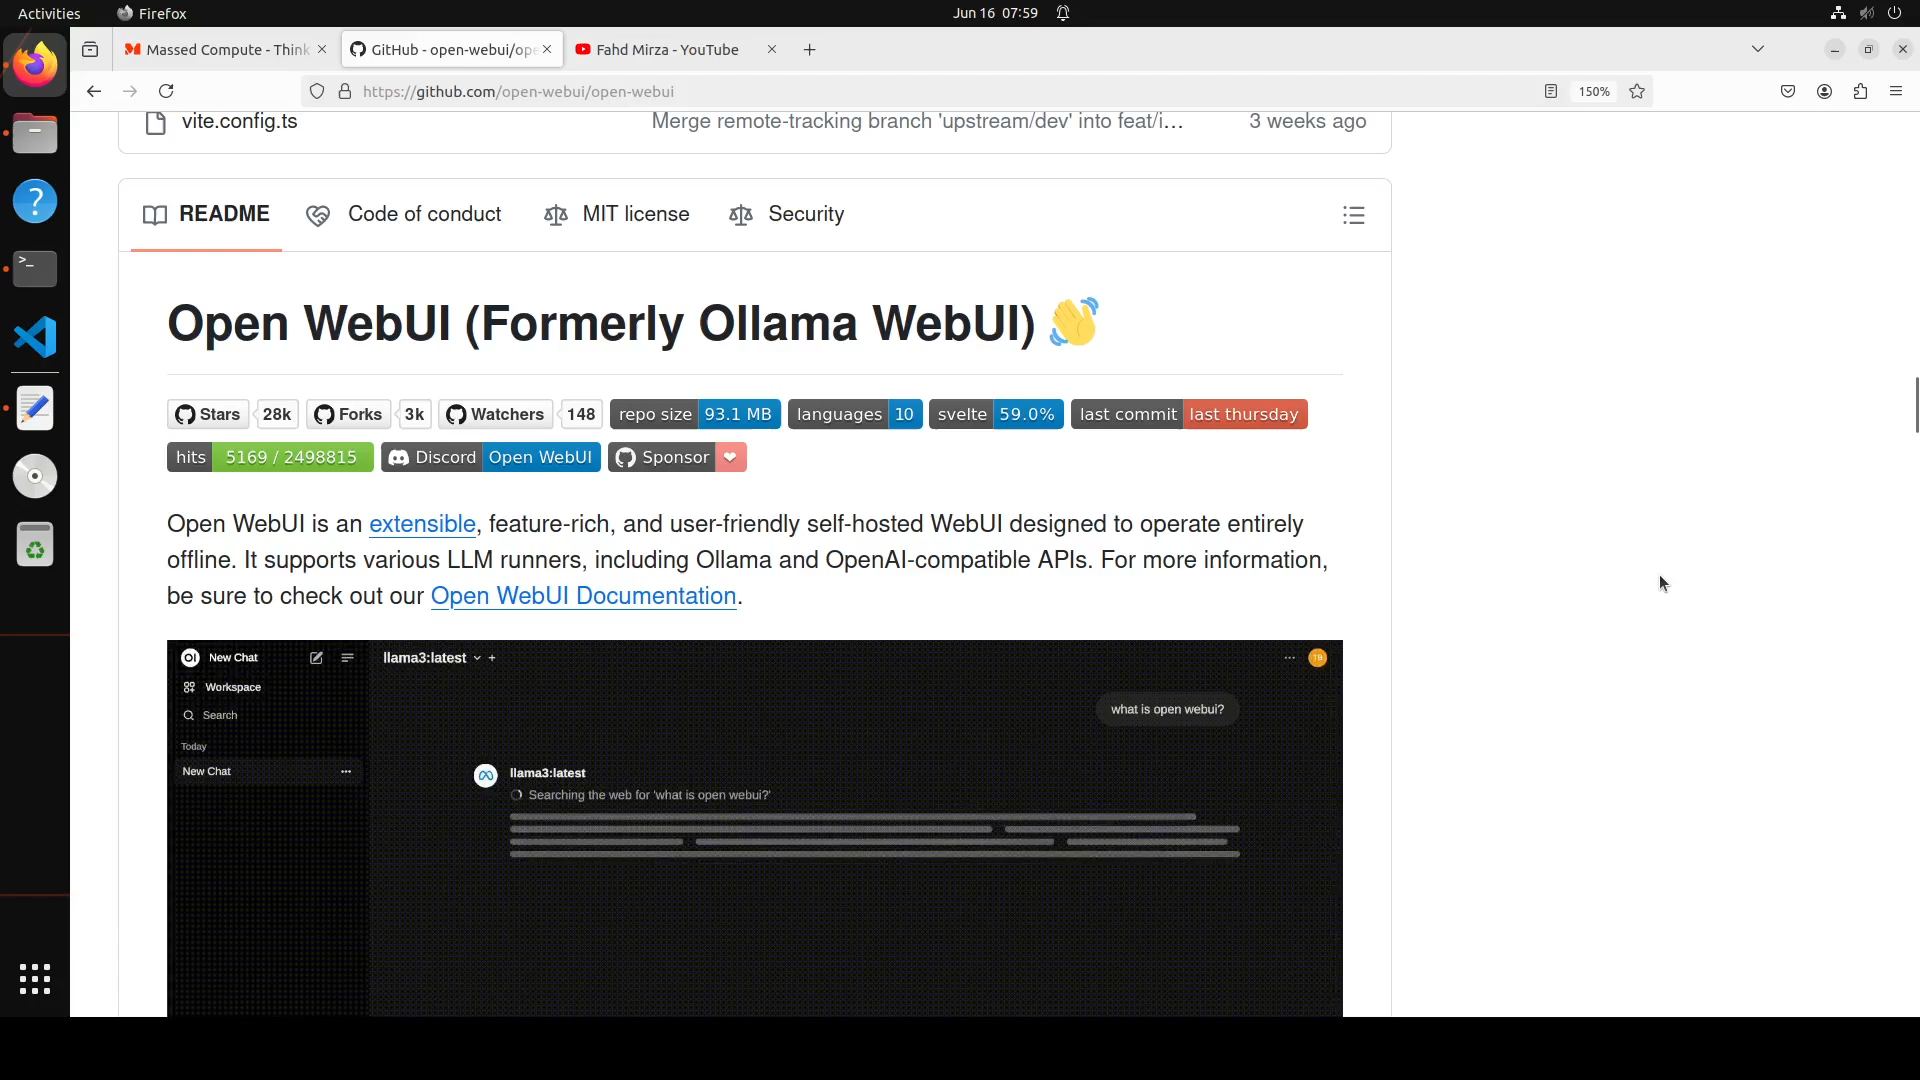 Activities
Firefox
Jun 16 07:59
Massed Compute - Think
GitHub - open-webui/ope
Fahd Mirza - YouTube
https://github.com/open-webui/open-webui
150%
vite.config.ts
Merge remote-tracking branch 'upstream/dev' into feat/i...
3 weeks ago
README
Code of conduct
MIT license
Security
Open WebUI (Formerly Ollama WebUI) 👋
Stars 28k Forks 3k Watchers 148 repo size 93.1 MB languages 10 svelte 59.0% last commit last thursday
hits 5169 / 2498815 Discord Open WebUI Sponsor ❤
Open WebUI is an extensible, feature-rich, and user-friendly self-hosted WebUI designed to operate entirely
offline. It supports various LLM runners, including Ollama and OpenAI-compatible APIs. For more information,
be sure to check out our Open WebUI Documentation.
OI New Chat
llama3:latest
TB
Workspace
Search
what is open webui?
Today
New Chat
llama3:latest
Searching the web for 'what is open webui?'